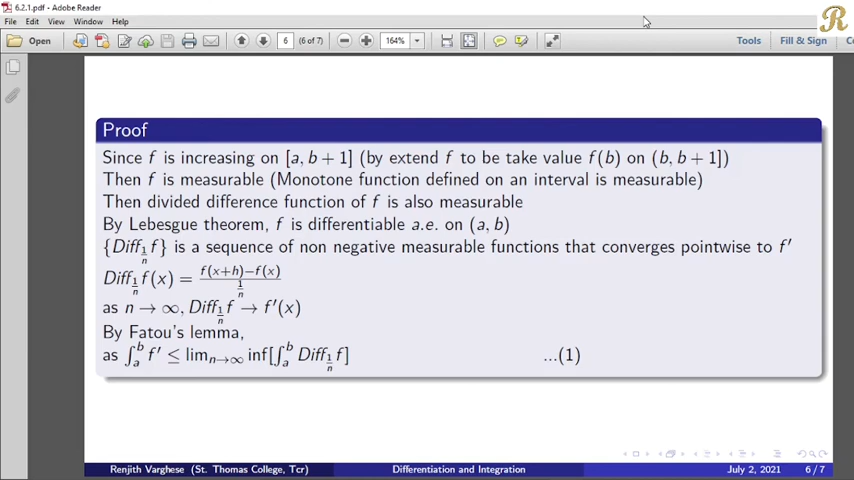 6.2.1.pdf - Adobe Reader
File Edit View Window Help
Open 6 (6 of 7) 164% Tools Fill & Sign
R
Proof
Since f is increasing on [a, b + 1] (by extend f to be take value f(b) on (b, b + 1])
Then f is measurable (Monotone function defined on an interval is measurable)
Then divided difference function of f is also measurable
By Lebesgue theorem, f is differentiable a.e. on (a, b)
{Diff_{1/n} f} is a sequence of non negative measurable functions that converges pointwise to f′
Diff_{1/n} f(x) = \frac{f(x+h)−f(x)}{\frac{1}{n}}
as n → ∞, Diff_{1/n} f → f′(x)
By Fatou's lemma,
as ∫_a^b f′ ≤ lim_{n→∞} inf[∫_a^b Diff_{1/n} f] ...(1)
Renjith Varghese (St. Thomas College, Tcr) Differentiation and Integration July 2, 2021 6 / 7